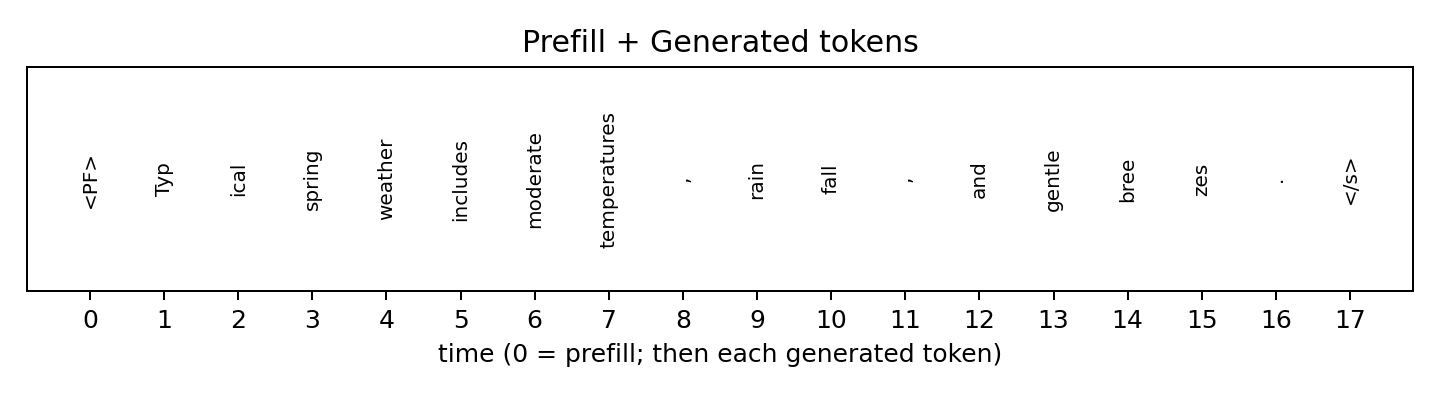 Prefill + Generated tokens
<PF> Typ ical spring weather includes moderate temperatures , rain fall , and gentle bree zes . </s>
0 1 2 3 4 5 6 7 8 9 10 11 12 13 14 15 16 17
time (0 = prefill; then each generated token)